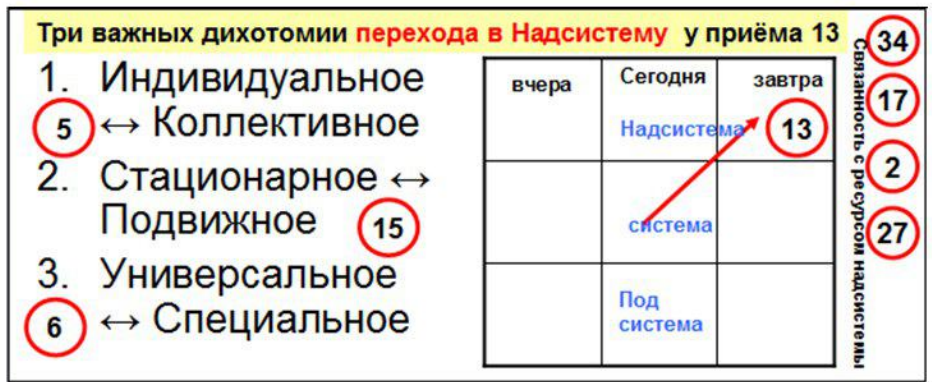 Три важных дихотомии перехода в Надсистему у приёма 13
1. Индивидуальное
5 ↔ Коллективное
2. Стационарное ↔
Подвижное 15
3. Универсальное
6 ↔ Специальное
вчера Сегодня завтра
Надсистема 13
система
Под
система
Связанность с ресурсом надсистемы
34
17
2
27